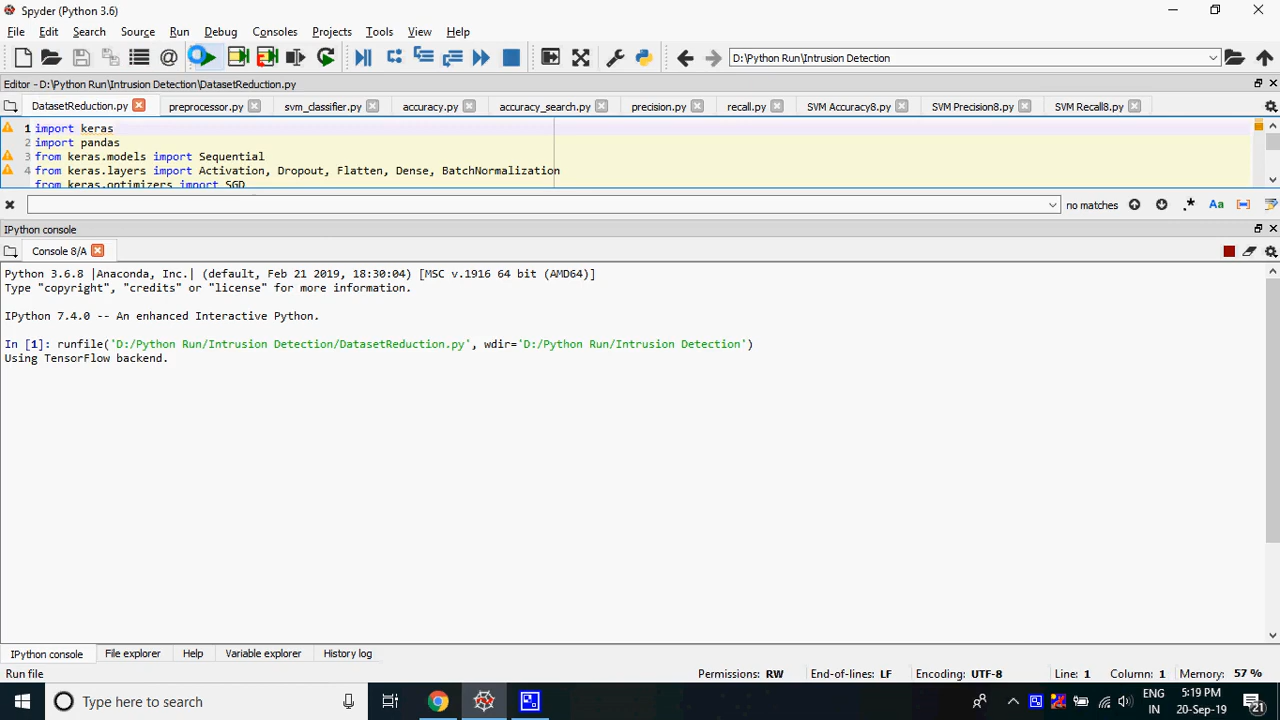 Spyder (Python 3.6)
File Edit Search Source Run Debug Consoles Projects Tools View Help
D:\Python Run\Intrusion Detection
Editor - D:\Python Run\Intrusion Detection\DatasetReduction.py
DatasetReduction.py preprocessor.py svm_classifier.py accuracy.py accuracy_search.py precision.py recall.py SVM Accuracy8.py SVM Precision8.py SVM Recall8.py
1 import keras
2 import pandas
3 from keras.models import Sequential
4 from keras.layers import Activation, Dropout, Flatten, Dense, BatchNormalization
from keras.optimizers import SGD
no matches .* Aa
IPython console
Console 8/A
Python 3.6.8 |Anaconda, Inc.| (default, Feb 21 2019, 18:30:04) [MSC v.1916 64 bit (AMD64)]
Type "copyright", "credits" or "license" for more information.
IPython 7.4.0 -- An enhanced Interactive Python.
In [1]: runfile('D:/Python Run/Intrusion Detection/DatasetReduction.py', wdir='D:/Python Run/Intrusion Detection')
Using TensorFlow backend.
IPython console File explorer Help Variable explorer History log
Run file Permissions: RW End-of-lines: LF Encoding: UTF-8 Line: 1 Column: 1 Memory: 57 %
Type here to search
ENG 5:19 PM
IN 20-Sep-19 21